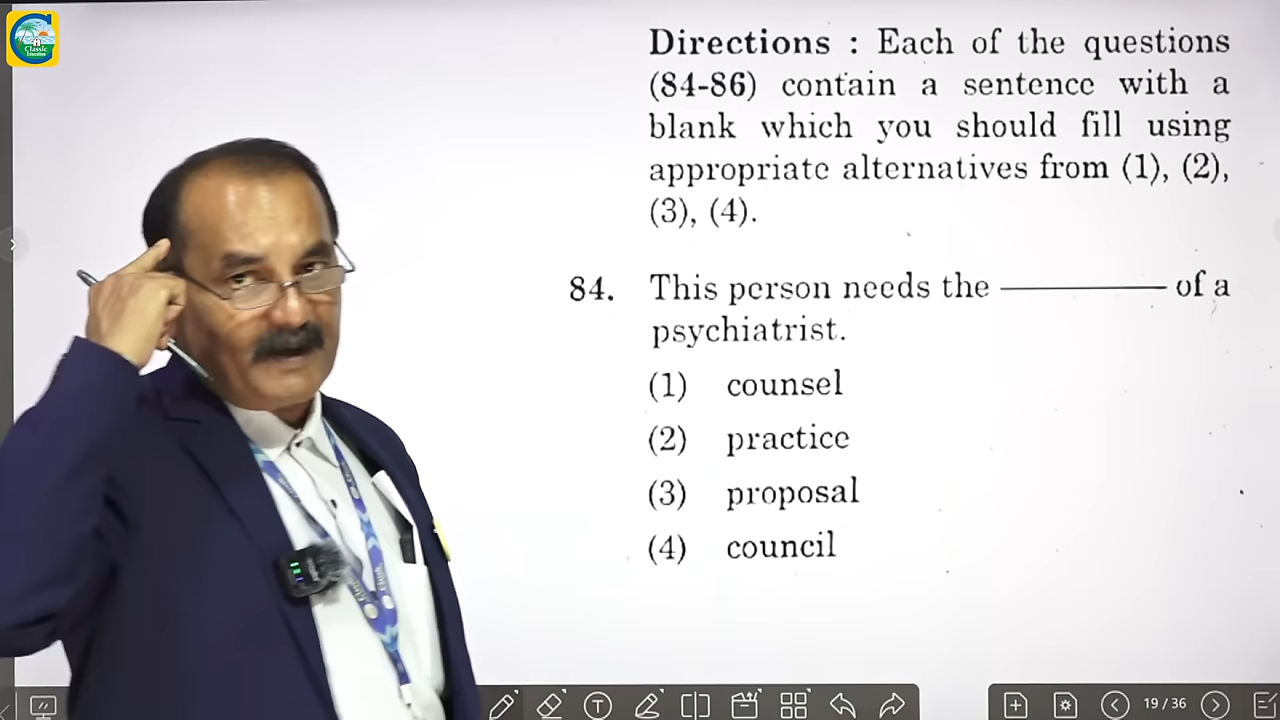 Classic
Education
Directions : Each of the questions
(84-86) contain a sentence with a
blank which you should fill using
appropriate alternatives from (1), (2),
(3), (4).
84. This person needs the ———— of a
psychiatrist.
(1) counsel
(2) practice
(3) proposal
(4) council
19 / 36